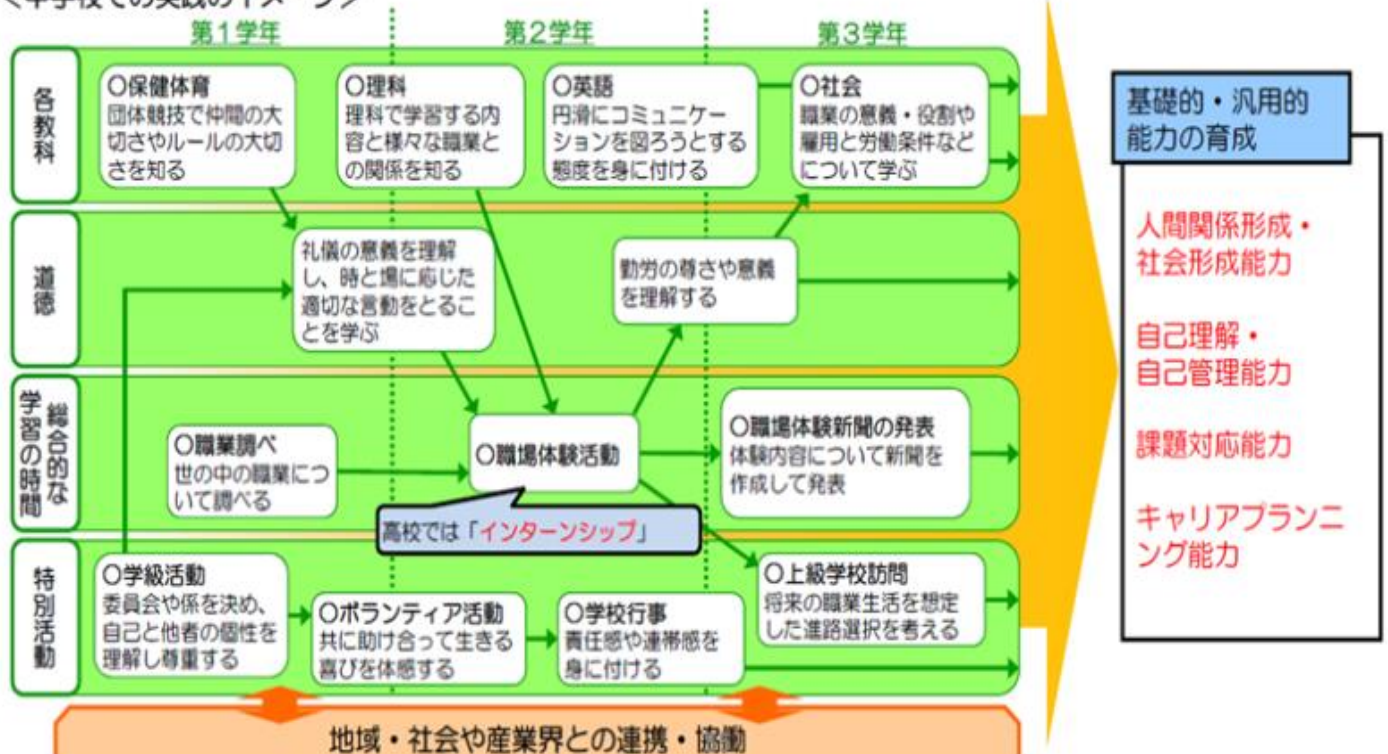 ＜中学校での実践のイメージ＞
第１学年
第２学年
第３学年
各教科
〇保健体育
団体競技で仲間の大
切さやルールの大切
さを知る
〇理科
理科で学習する内
容と様々な職業と
の関係を知る
〇英語
円滑にコミュニケー
ションを図ろうとする
態度を身に付ける
〇社会
職業の意義・役割や
雇用と労働条件など
について学ぶ
道徳
礼儀の意義を理解
し、時と場に応じた
適切な言動をとるこ
とを学ぶ
勤労の尊さや意義
を理解する
総合的な
学習の時間
〇職業調べ
世の中の職業につ
いて調べる
〇職場体験活動
高校では「インターンシップ」
〇職場体験新聞の発表
体験内容について新聞を
作成して発表
特別活動
〇学級活動
委員会や係を決め、
自己と他者の個性を
理解し尊重する
〇ボランティア活動
共に助け合って生きる
喜びを体感する
〇学校行事
責任感や連帯感を
身に付ける
〇上級学校訪問
将来の職業生活を想定
した進路選択を考える
地域・社会や産業界との連携・協働
基礎的・汎用的
能力の育成
人間関係形成・
社会形成能力
自己理解・
自己管理能力
課題対応能力
キャリアプランニ
ング能力